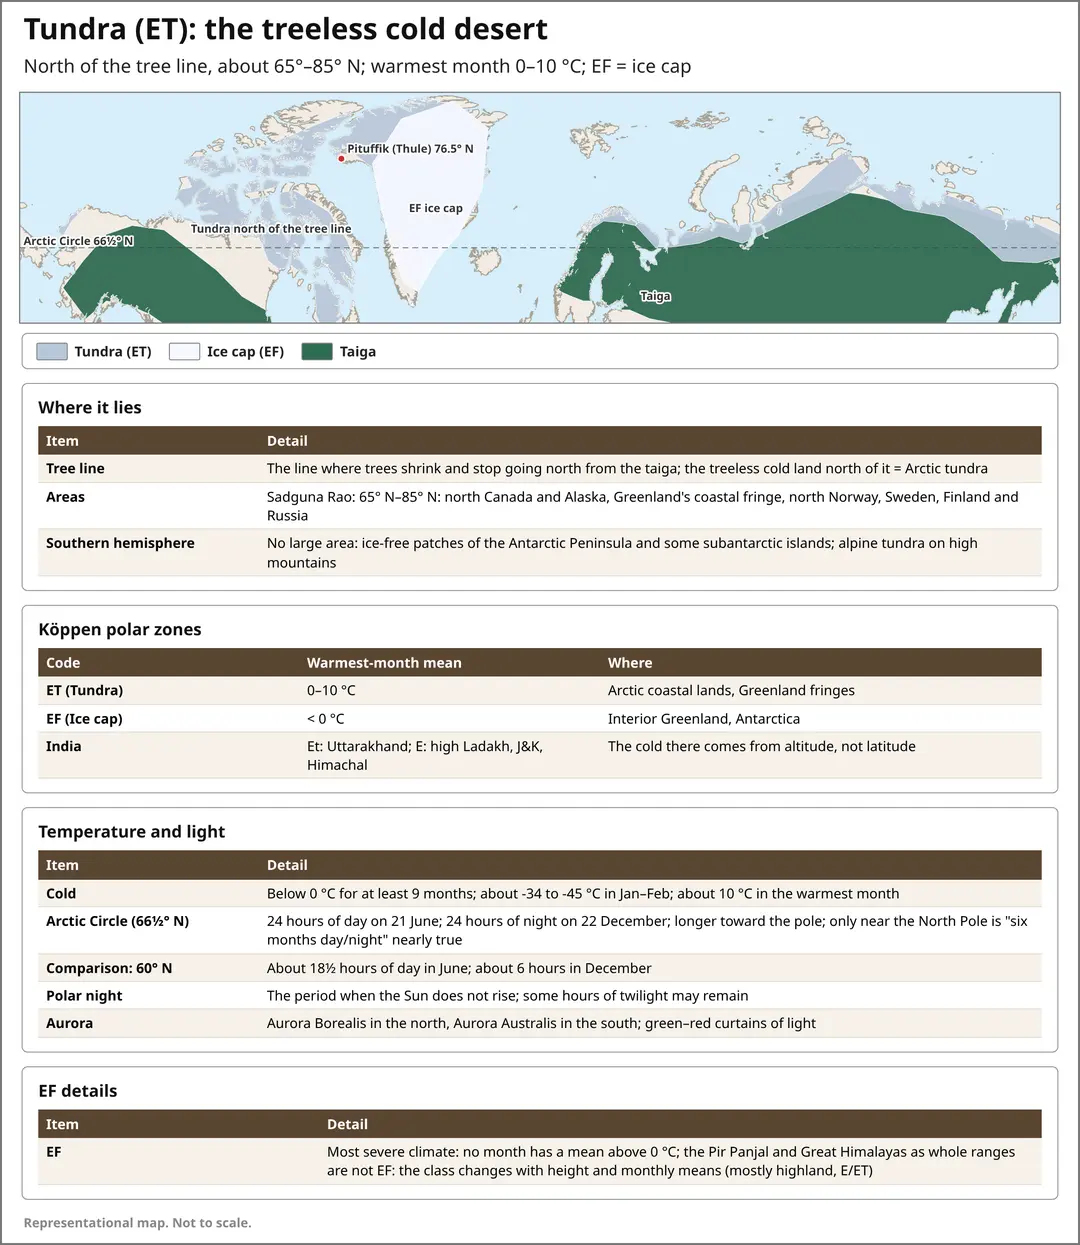 Tundra (ET): the treeless cold desert
North of the tree line, about 65°–85° N; warmest month 0–10 °C; EF = ice cap
Pituffik (Thule) 76.5° N
EF ice cap
Tundra north of the tree line
Arctic Circle 66½° N
Taiga
Tundra (ET)
Ice cap (EF)
Taiga
Where it lies
Item
Detail
Tree line
The line where trees shrink and stop going north from the taiga; the treeless cold land north of it = Arctic tundra
Areas
Sadguna Rao: 65° N–85° N: north Canada and Alaska, Greenland's coastal fringe, north Norway, Sweden, Finland and
Russia
Southern hemisphere
No large area: ice-free patches of the Antarctic Peninsula and some subantarctic islands; alpine tundra on high
mountains
Köppen polar zones
Code
Warmest-month mean
Where
ET (Tundra)
0–10 °C
Arctic coastal lands, Greenland fringes
EF (Ice cap)
< 0 °C
Interior Greenland, Antarctica
India
Et: Uttarakhand; E: high Ladakh, J&K,
Himachal
The cold there comes from altitude, not latitude
Temperature and light
Item
Detail
Cold
Below 0 °C for at least 9 months; about -34 to -45 °C in Jan–Feb; about 10 °C in the warmest month
Arctic Circle (66½° N)
24 hours of day on 21 June; 24 hours of night on 22 December; longer toward the pole; only near the North Pole is "six
months day/night" nearly true
Comparison: 60° N
About 18½ hours of day in June; about 6 hours in December
Polar night
The period when the Sun does not rise; some hours of twilight may remain
Aurora
Aurora Borealis in the north, Aurora Australis in the south; green–red curtains of light
EF details
Item
Detail
EF
Most severe climate: no month has a mean above 0 °C; the Pir Panjal and Great Himalayas as whole ranges
are not EF: the class changes with height and monthly means (mostly highland, E/ET)
Representational map. Not to scale.